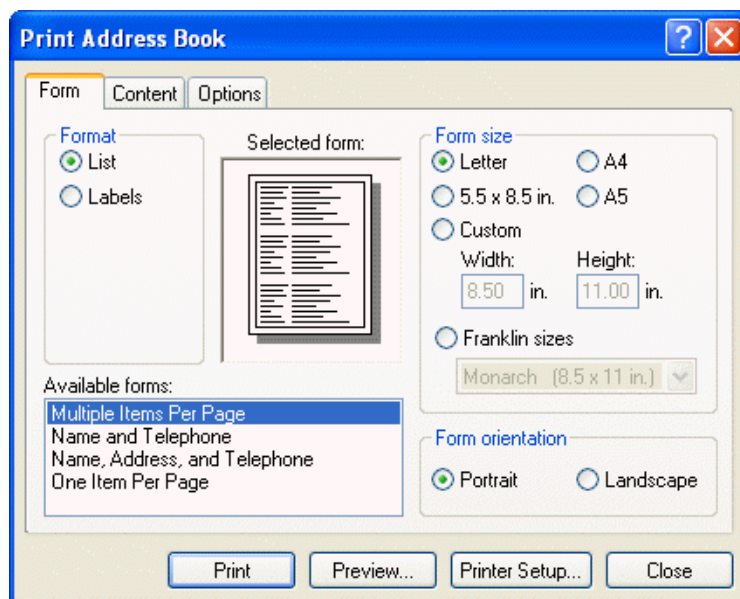 Print Address Book
Form Content Options
Format
List
Labels
Selected form:
Form size
Letter A4
5.5 x 8.5 in. A5
Custom
Width: Height:
8.50 in. 11.00 in.
Franklin sizes
Monarch (8.5 x 11 in.)
Available forms:
Multiple Items Per Page
Name and Telephone
Name, Address, and Telephone
One Item Per Page
Form orientation
Portrait Landscape
Print Preview... Printer Setup... Close